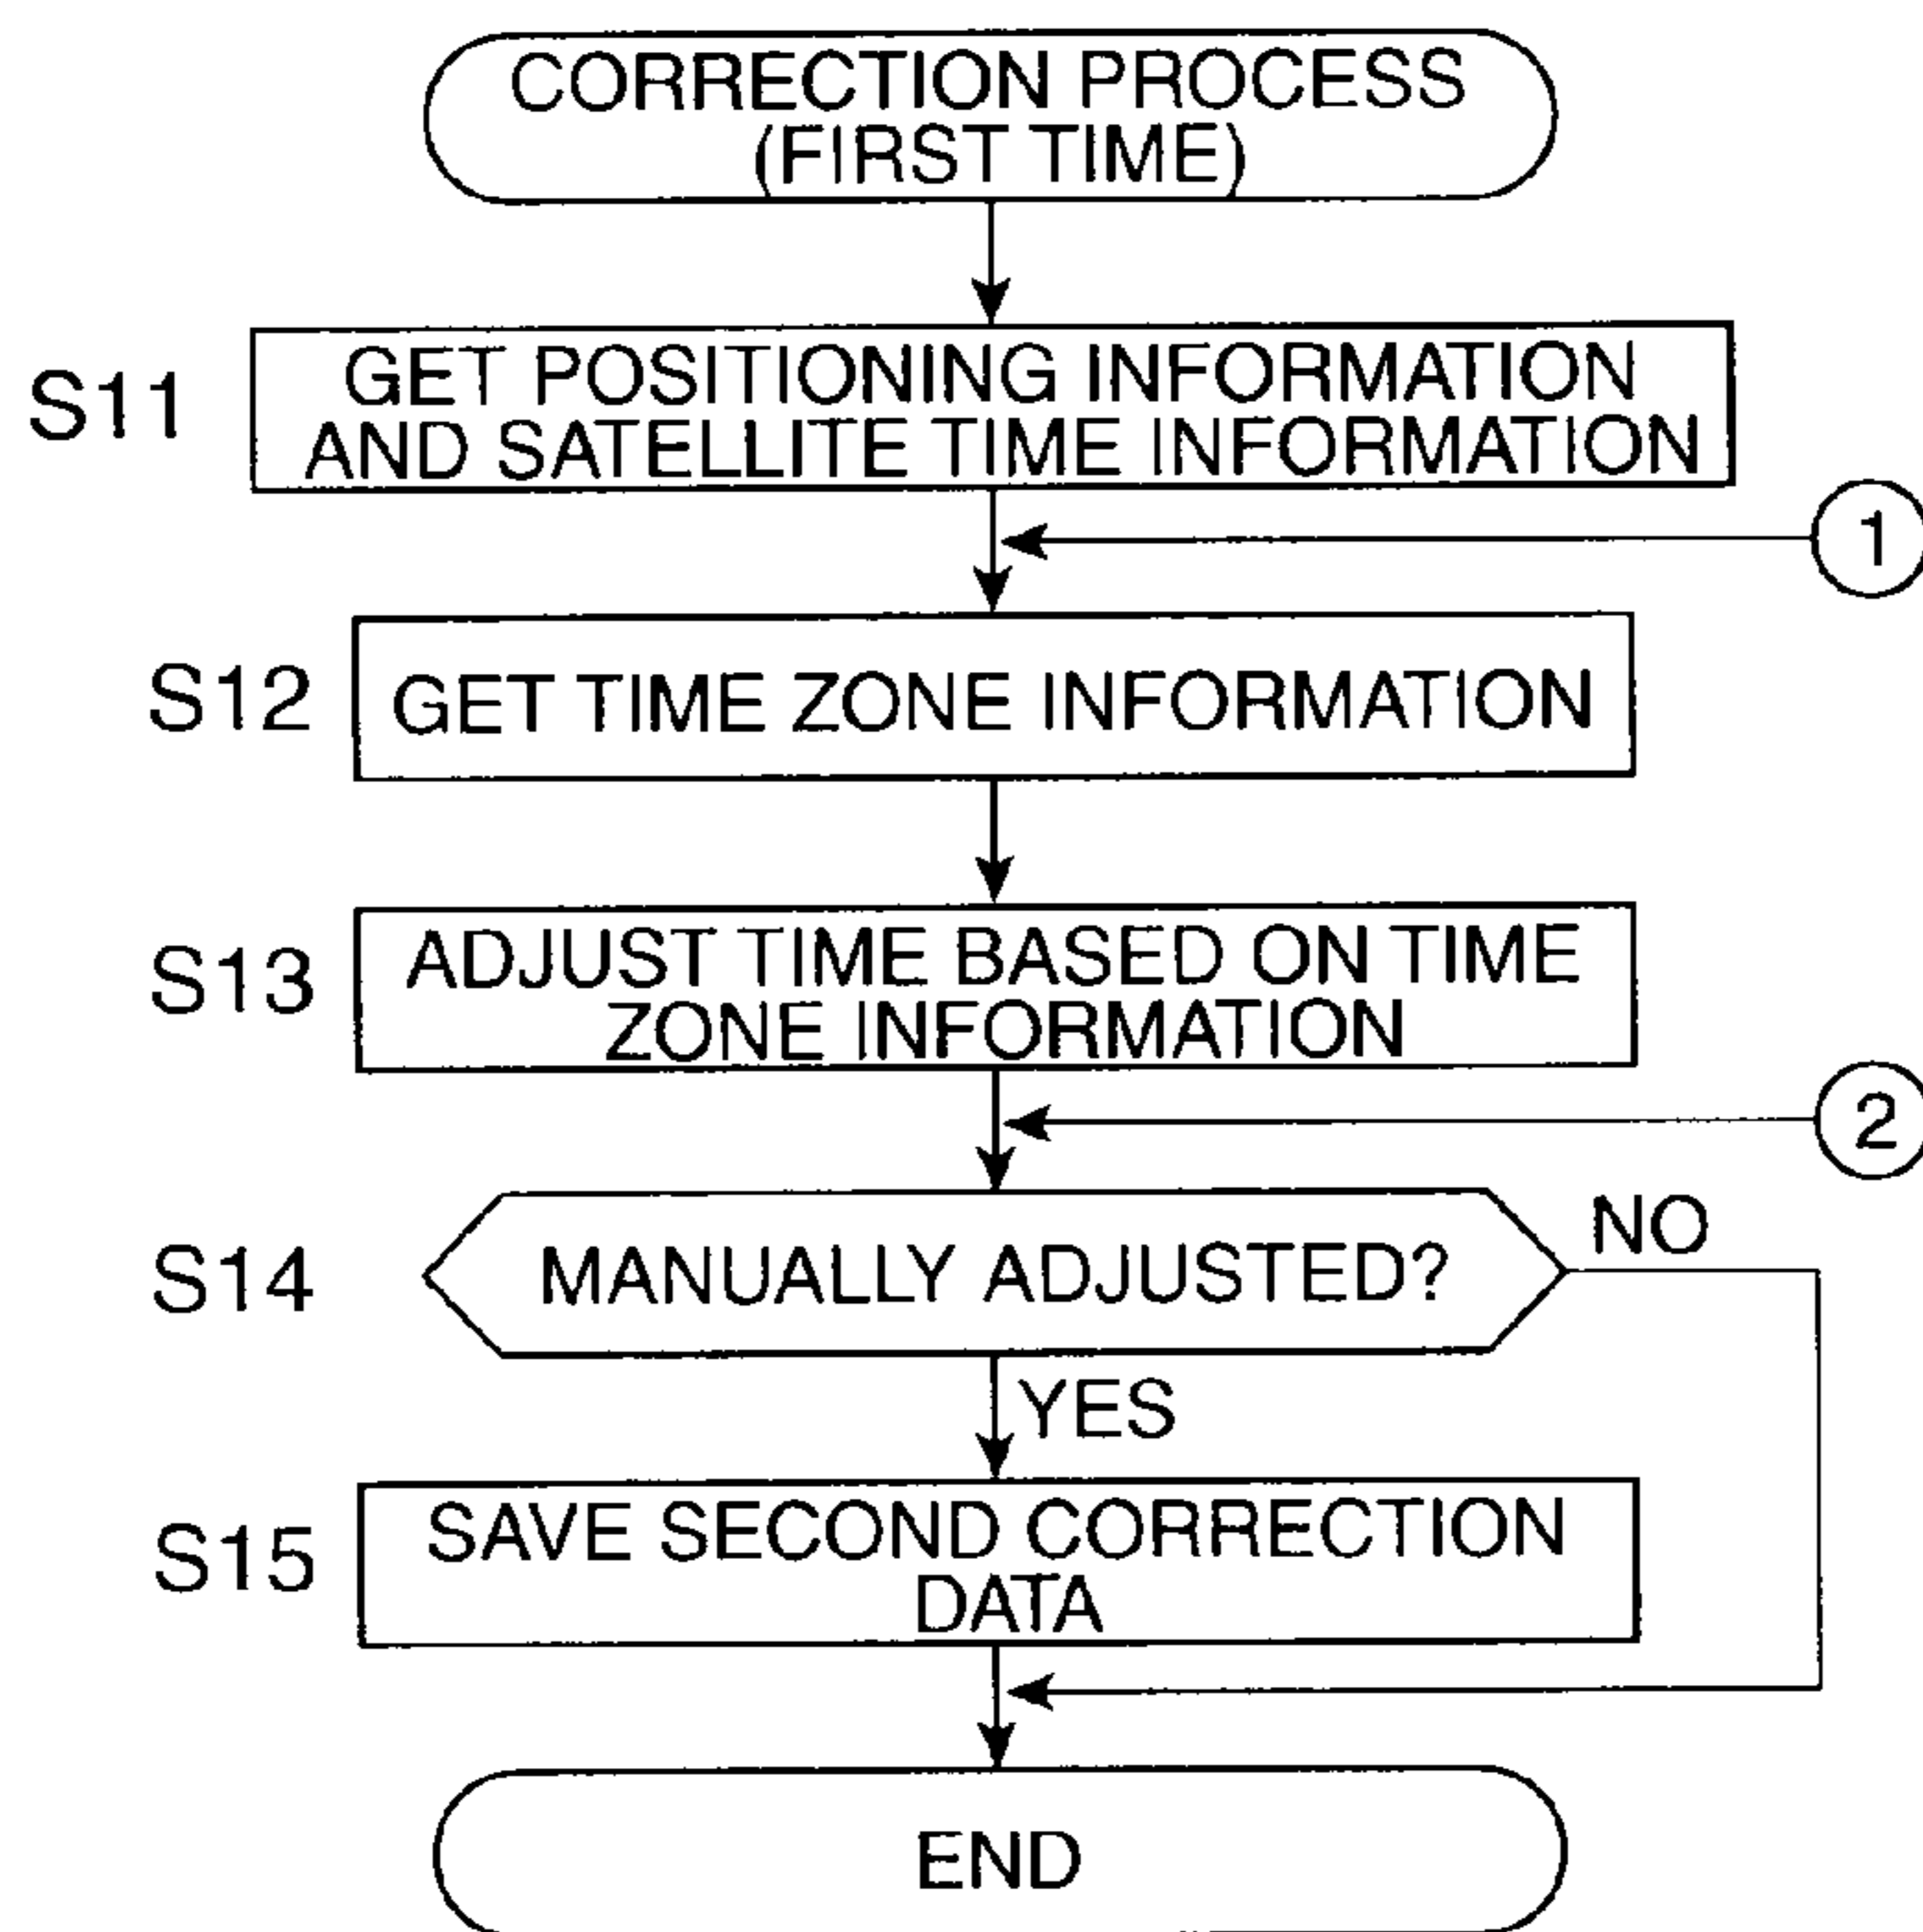 CORRECTION PROCESS
(FIRST TIME)
S11
GET POSITIONING INFORMATION
AND SATELLITE TIME INFORMATION
1
S12
GET TIME ZONE INFORMATION
S13
ADJUST TIME BASED ON TIME
ZONE INFORMATION
2
S14
MANUALLY ADJUSTED?
NO
YES
S15
SAVE SECOND CORRECTION
DATA
END